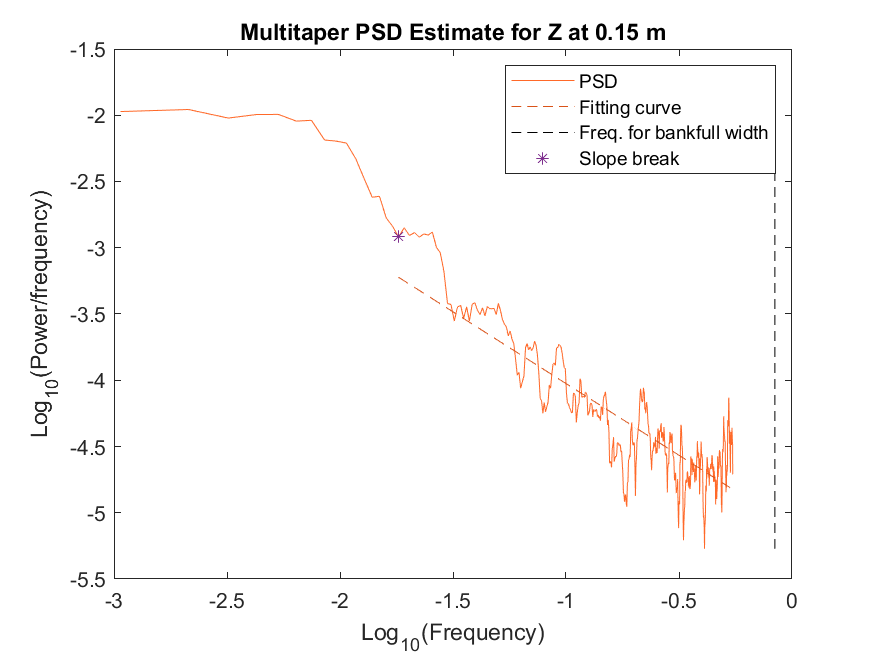 Multitaper PSD Estimate for Z at 0.15 m
PSD
Fitting curve
Freq. for bankfull width
Slope break
Log10(Power/frequency)
-1.5
-2
-2.5
-3
-3.5
-4
-4.5
-5
-5.5
-3 -2.5 -2 -1.5 -1 -0.5 0
Log10(Frequency)